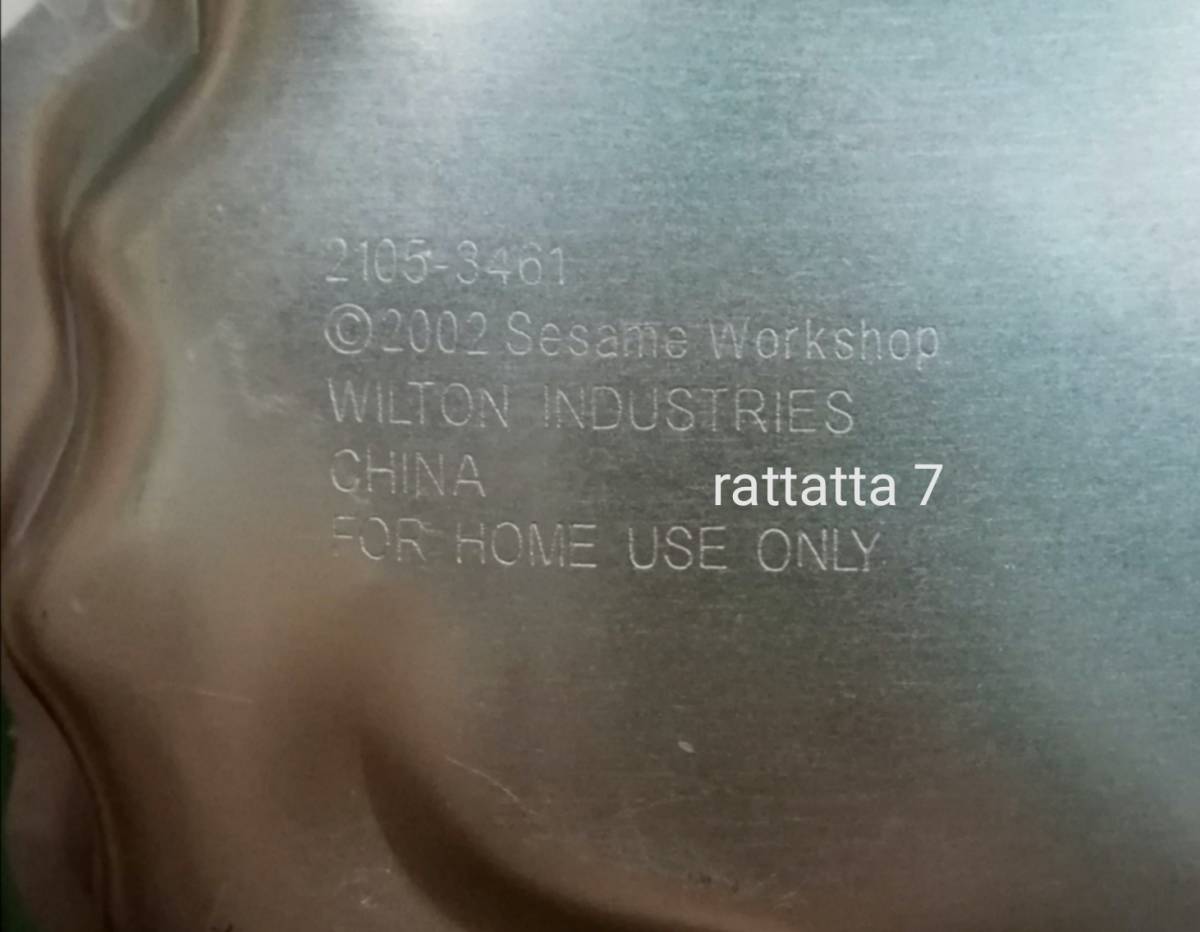 2105-3461
©2002 Sesame Workshop
WILTON INDUSTRIES
CHINA
rattatta 7
FOR HOME USE ONLY